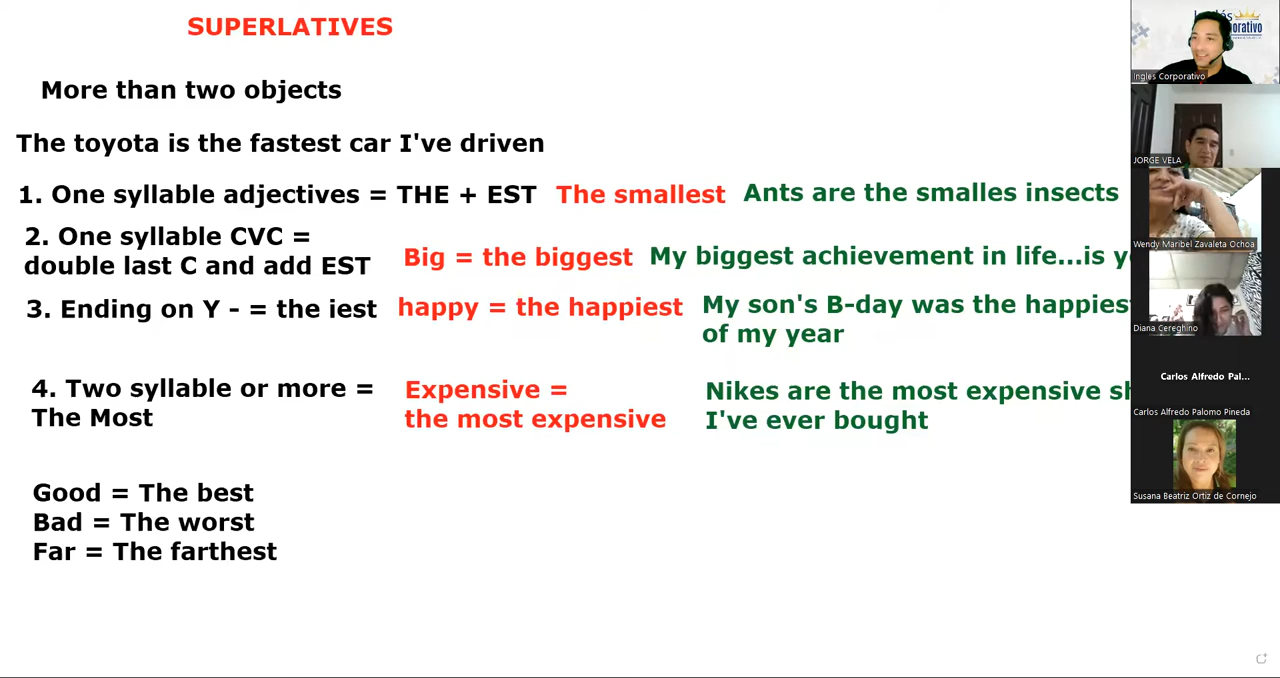 SUPERLATIVES
More than two objects
The toyota is the fastest car I've driven
1. One syllable adjectives = THE + EST The smallest Ants are the smalles insects
2. One syllable CVC =
double last C and add EST Big = the biggest My biggest achievement in life...is
3. Ending on Y - = the iest happy = the happiest My son's B-day was the happiest
of my year
4. Two syllable or more =
The Most
Expensive =
the most expensive
Nikes are the most expensive
I've ever bought
Good = The best
Bad = The worst
Far = The farthest
Ingles Corporativo
JORGE VELA
Wendy Maribel Zavaleta Ochoa
Diana Cereghino
Carlos Alfredo Pal...
Carlos Alfredo Palomo Pineda
Susana Beatriz Ortiz de Cornejo